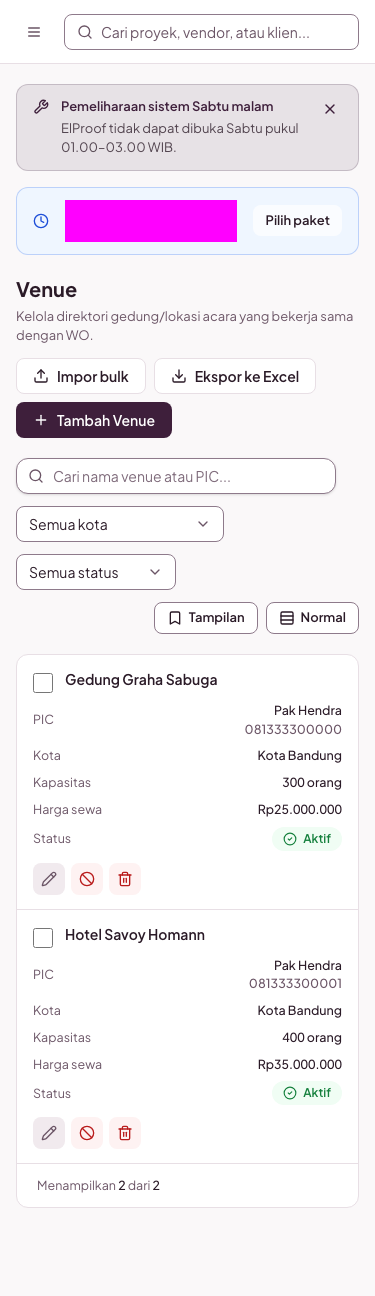 Cari proyek, vendor, atau klien...
Pemeliharaan sistem Sabtu malam
ElProof tidak dapat dibuka Sabtu pukul
01.00–03.00 WIB.
Pilih paket
Venue
Kelola direktori gedung/lokasi acara yang bekerja sama
dengan WO.
Impor bulk
Ekspor ke Excel
Tambah Venue
Cari nama venue atau PIC...
Semua kota
Semua status
Tampilan
Normal
Gedung Graha Sabuga
PIC
Pak Hendra
081333300000
Kota
Kota Bandung
Kapasitas
300 orang
Harga sewa
Rp25.000.000
Status
Aktif
Hotel Savoy Homann
PIC
Pak Hendra
081333300001
Kota
Kota Bandung
Kapasitas
400 orang
Harga sewa
Rp35.000.000
Status
Aktif
Menampilkan 2 dari 2